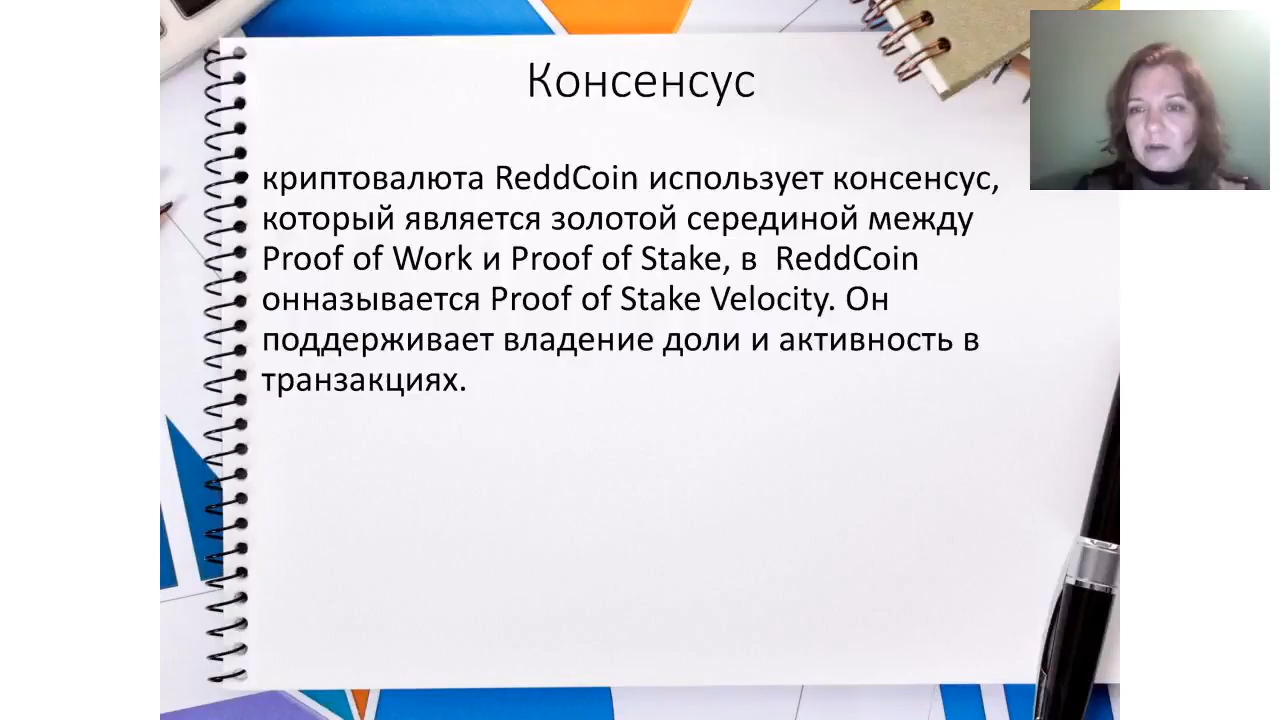 Консенсус
криптовалюта ReddCoin использует консенсус,
который является золотой серединой между
Proof of Work и Proof of Stake, в  ReddCoin
онназывается Proof of Stake Velocity. Он
поддерживает владение доли и активность в
транзакциях.